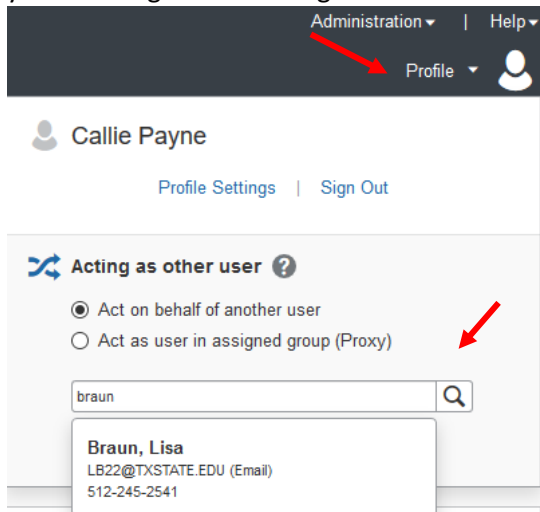 Administration ▾ | Help ▾
Profile ▾
Callie Payne
Profile Settings | Sign Out
Acting as other user ?
Act on behalf of another user
Act as user in assigned group (Proxy)
braun
Braun, Lisa
LB22@TXSTATE.EDU (Email)
512-245-2541